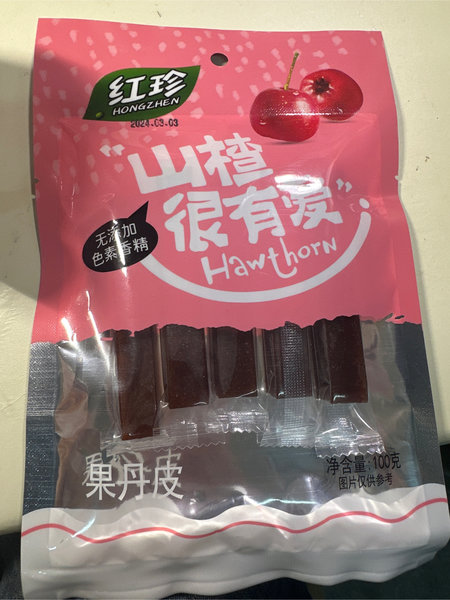 红珍
HONGZHEN
2024.03.03
“山楂
很有爱”
Hawthorn
无添加
色素香精
果丹皮
净含量:100克
图片仅供参考